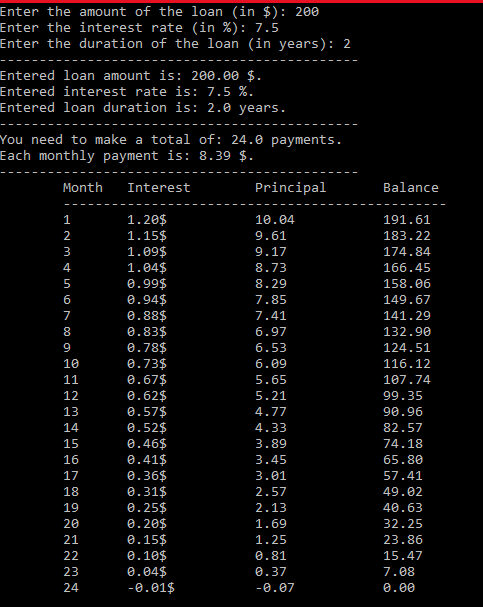 Enter the amount of the loan (in $): 200
Enter the interest rate (in %): 7.5
Enter the duration of the loan (in years): 2
---------------------------------------------
Entered loan amount is: 200.00 $.
Entered interest rate is: 7.5 %.
Entered loan duration is: 2.0 years.
---------------------------------------------
You need to make a total of: 24.0 payments.
Each monthly payment is: 8.39 $.
---------------------------------------------
Month Interest Principal Balance
------------------------------------------------
1 1.20$ 10.04 191.61
2 1.15$ 9.61 183.22
3 1.09$ 9.17 174.84
4 1.04$ 8.73 166.45
5 0.99$ 8.29 158.06
6 0.94$ 7.85 149.67
7 0.88$ 7.41 141.29
8 0.83$ 6.97 132.90
9 0.78$ 6.53 124.51
10 0.73$ 6.09 116.12
11 0.67$ 5.65 107.74
12 0.62$ 5.21 99.35
13 0.57$ 4.77 90.96
14 0.52$ 4.33 82.57
15 0.46$ 3.89 74.18
16 0.41$ 3.45 65.80
17 0.36$ 3.01 57.41
18 0.31$ 2.57 49.02
19 0.25$ 2.13 40.63
20 0.20$ 1.69 32.25
21 0.15$ 1.25 23.86
22 0.10$ 0.81 15.47
23 0.04$ 0.37 7.08
24 -0.01$ -0.07 0.00